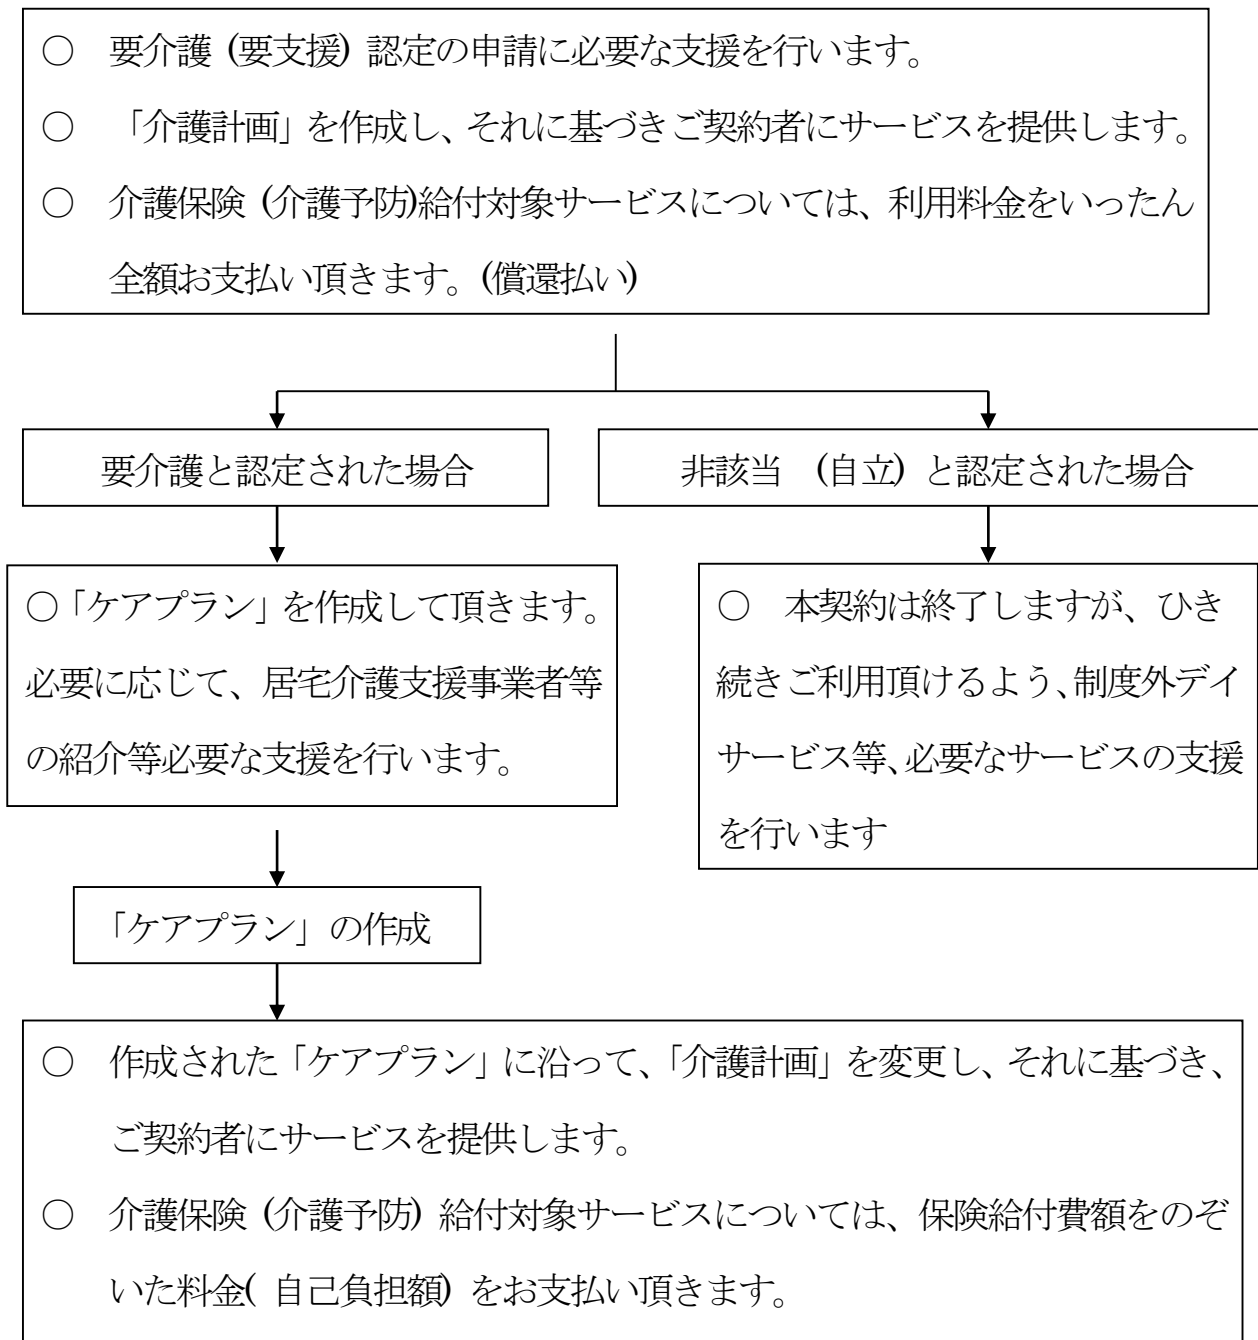 ○　要介護 (要支援) 認定の申請に必要な支援を行います。
○　「介護計画」を作成し、それに基づきご契約者にサービスを提供します。
○　介護保険 (介護予防)給付対象サービスについては、利用料金をいったん
全額お支払い頂きます。(償還払い)
要介護と認定された場合
非該当　(自立) と認定された場合
○「ケアプラン」を作成して頂きます。
必要に応じて、居宅介護支援事業者等
の紹介等必要な支援を行います。
○　本契約は終了しますが、ひき
続きご利用頂けるよう、制度外デイ
サービス等、必要なサービスの支援
を行います
「ケアプラン」の作成
○　作成された「ケアプラン」に沿って、「介護計画」を変更し、それに基づき、
ご契約者にサービスを提供します。
○　介護保険 (介護予防) 給付対象サービスについては、保険給付費額をのぞ
いた料金( 自己負担額) をお支払い頂きます。